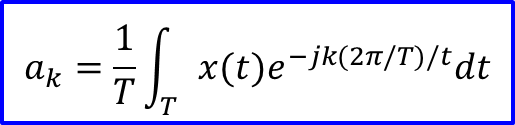 a_k = \frac{1}{T} \int_T x(t)e^{-jk(2\pi/T)/t} dt